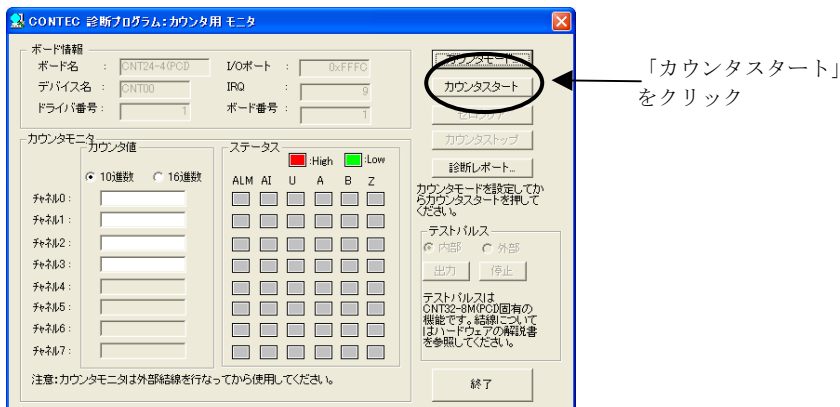 CONTEC 診断プログラム：カウンタ用 モニタ
ボード情報
ボード名 : CNT24-4(PCI) I/Oポート : 0xFFFC
デバイス名 : CNT00 IRQ : 9
ドライバ番号 : 1 ボード番号 : 1
カウンタモード
カウンタスタート
ゼロクリア
カウンタストップ
診断レポート...
「カウンタスタート」
をクリック
カウンタモニタ
カウンタ値
10進数 16進数
ステータス
:High :Low
ALM AI U A B Z
チャネル0 :
チャネル1 :
チャネル2 :
チャネル3 :
チャネル4 :
チャネル5 :
チャネル6 :
チャネル7 :
カウンタモードを設定してか
らカウンタスタートを押して
ください。
テストパルス
内部 外部
出力 停止
テストパルスは
CNT32-8M(PCI)固有の
機能です。結線について
はハードウェアの解説書
を参照してください。
注意:カウンタモニタは外部結線を行なってから使用してください。
終了